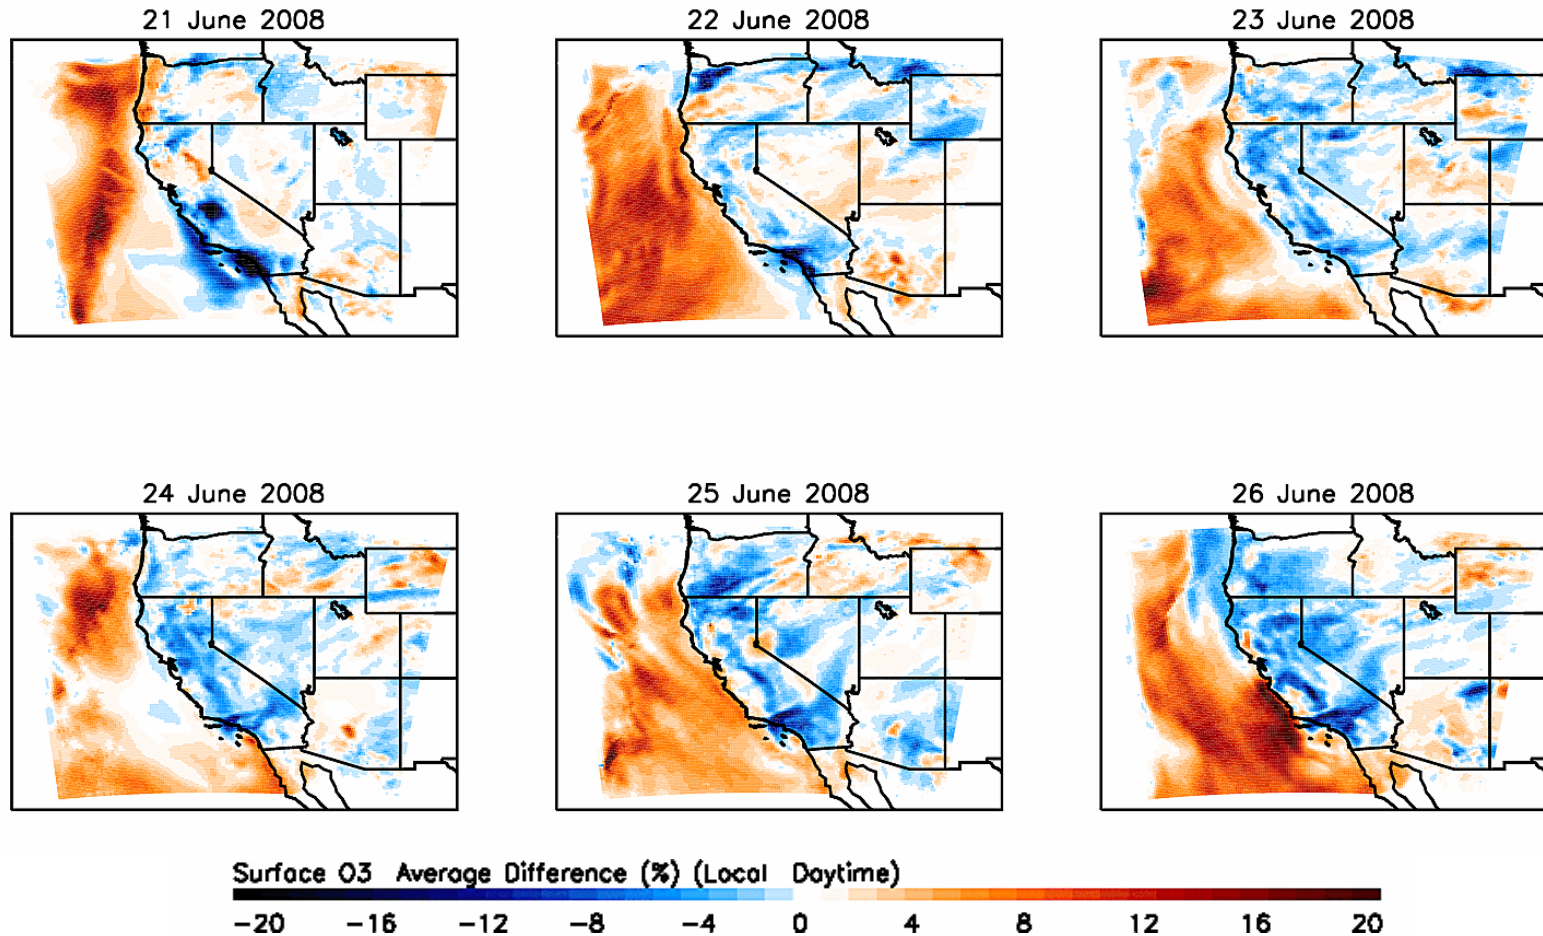 21 June 2008
22 June 2008
23 June 2008
24 June 2008
25 June 2008
26 June 2008
Surface O3 Average Difference (%) (Local Daytime)
-20 -16 -12 -8 -4 0 4 8 12 16 20